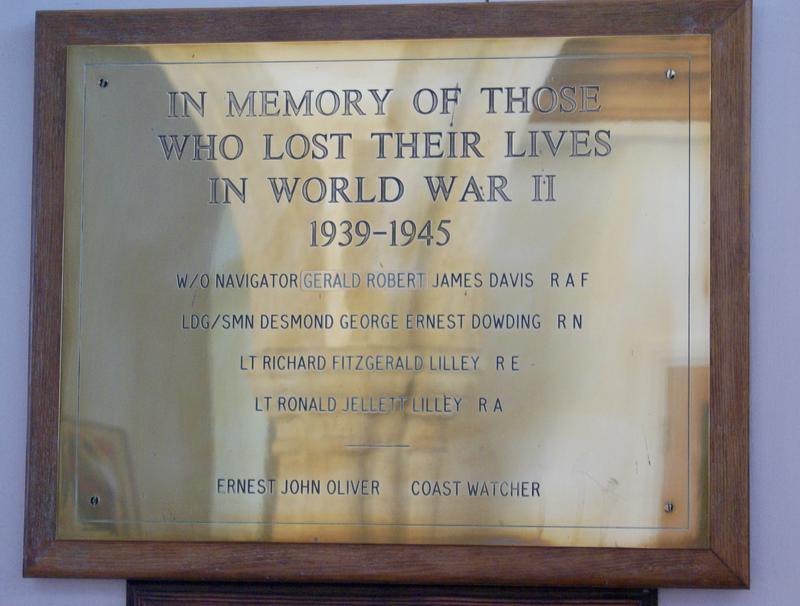 IN MEMORY OF THOSE
WHO LOST THEIR LIVES
IN WORLD WAR II
1939-1945
W/O NAVIGATOR GERALD ROBERT JAMES DAVIS R A F
LDG/SMN DESMOND GEORGE ERNEST DOWDING R N
LT RICHARD FITZGERALD LILLEY R E
LT RONALD JELLETT LILLEY R A
ERNEST JOHN OLIVER COAST WATCHER